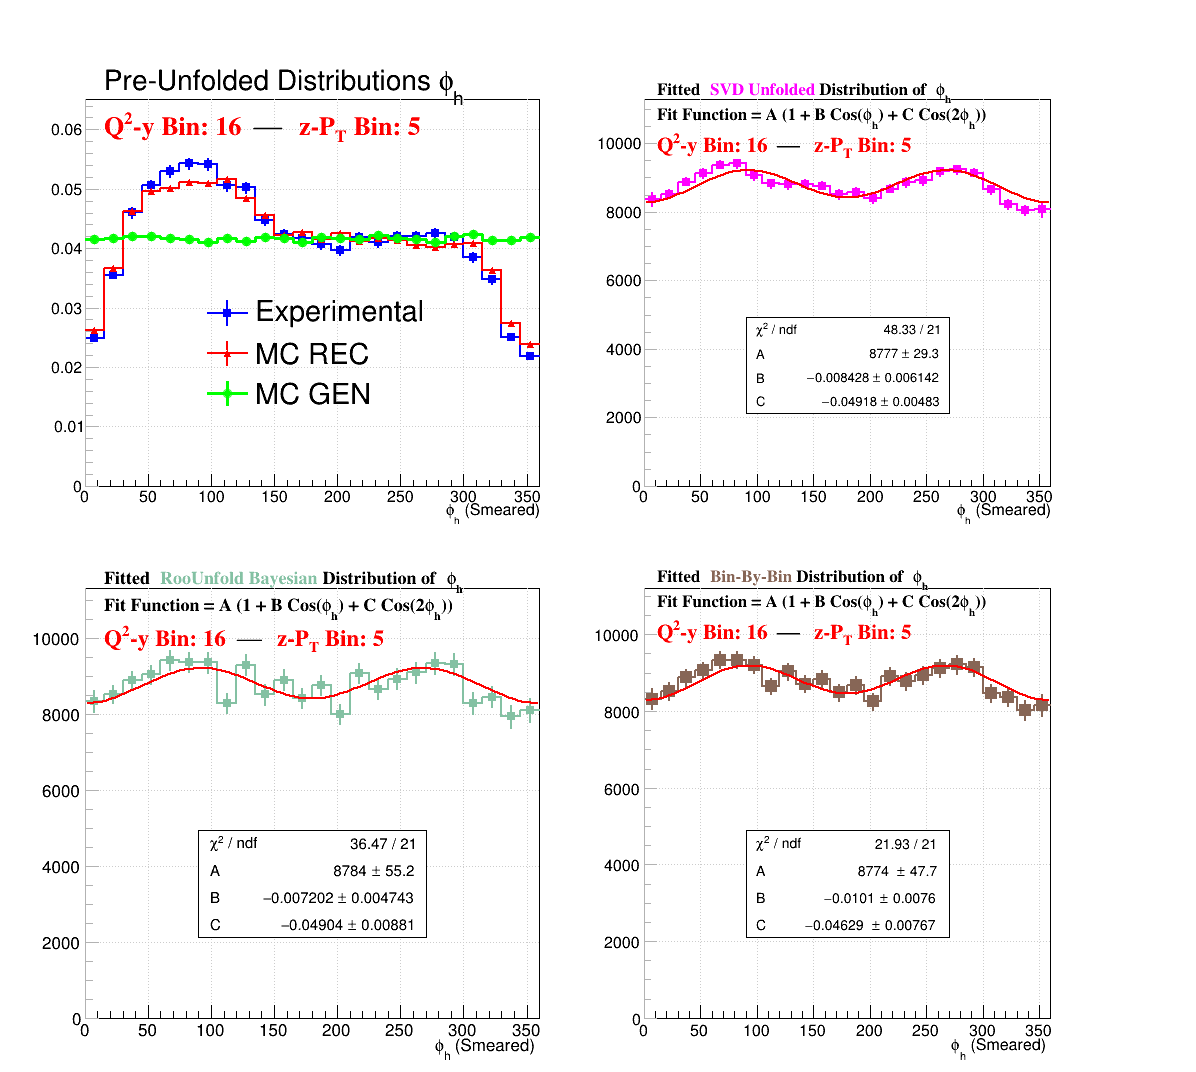 Pre-Unfolded Distributions ϕh
Q²-y Bin: 16 — z-PT Bin: 5
0.06
0.05
0.04
0.03
0.02
0.01
0
Experimental
MC REC
MC GEN
0 50 100 150 200 250 300 350
ϕh (Smeared)
Fitted SVD Unfolded Distribution of ϕh
Fit Function = A (1 + B Cos(ϕh) + C Cos(2ϕh))
Q²-y Bin: 16 — z-PT Bin: 5
10000
8000
6000
4000
2000
0
χ² / ndf 48.33 / 21
A 8777 ± 29.3
B −0.008428 ± 0.006142
C −0.04918 ± 0.00483
0 50 100 150 200 250 300 350
ϕh (Smeared)
Fitted RooUnfold Bayesian Distribution of ϕh
Fit Function = A (1 + B Cos(ϕh) + C Cos(2ϕh))
Q²-y Bin: 16 — z-PT Bin: 5
10000
8000
6000
4000
2000
0
χ² / ndf 36.47 / 21
A 8784 ± 55.2
B −0.007202 ± 0.004743
C −0.04904 ± 0.00881
0 50 100 150 200 250 300 350
ϕh (Smeared)
Fitted Bin-By-Bin Distribution of ϕh
Fit Function = A (1 + B Cos(ϕh) + C Cos(2ϕh))
Q²-y Bin: 16 — z-PT Bin: 5
10000
8000
6000
4000
2000
0
χ² / ndf 21.93 / 21
A 8774 ± 47.7
B −0.0101 ± 0.0076
C −0.04629 ± 0.00767
0 50 100 150 200 250 300 350
ϕh (Smeared)